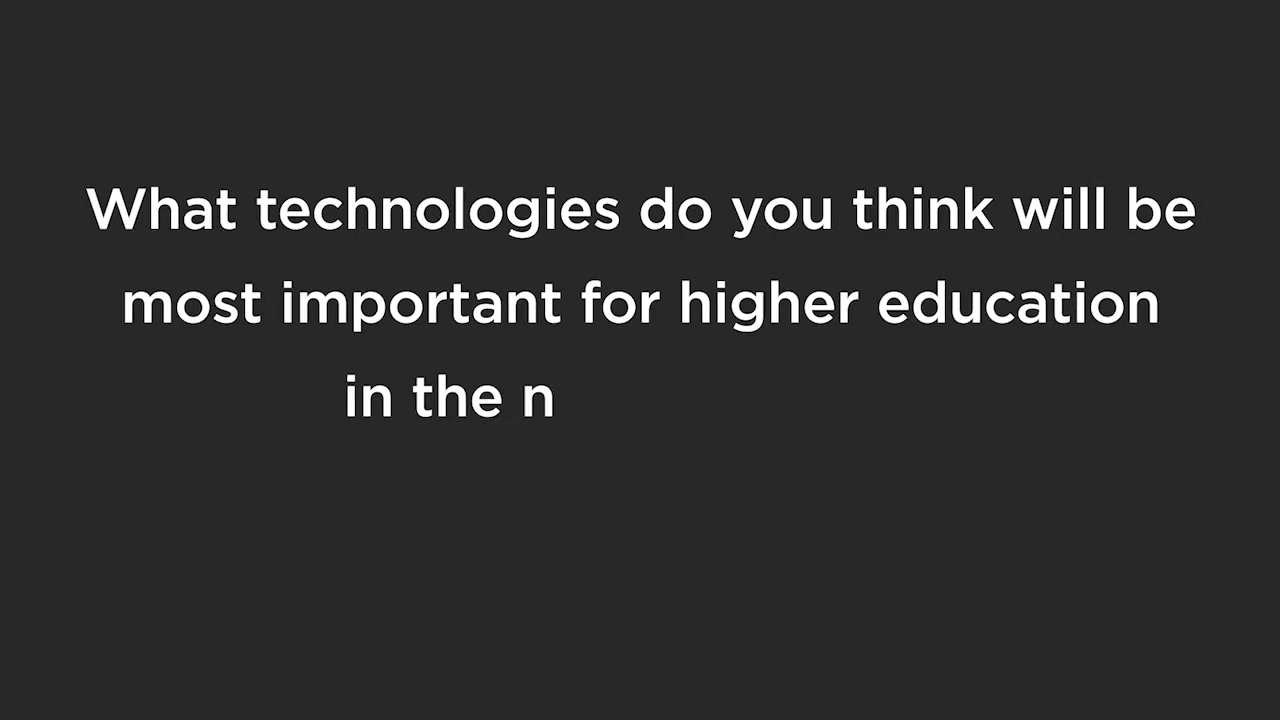 What technologies do you think will be
most important for higher education
in the n